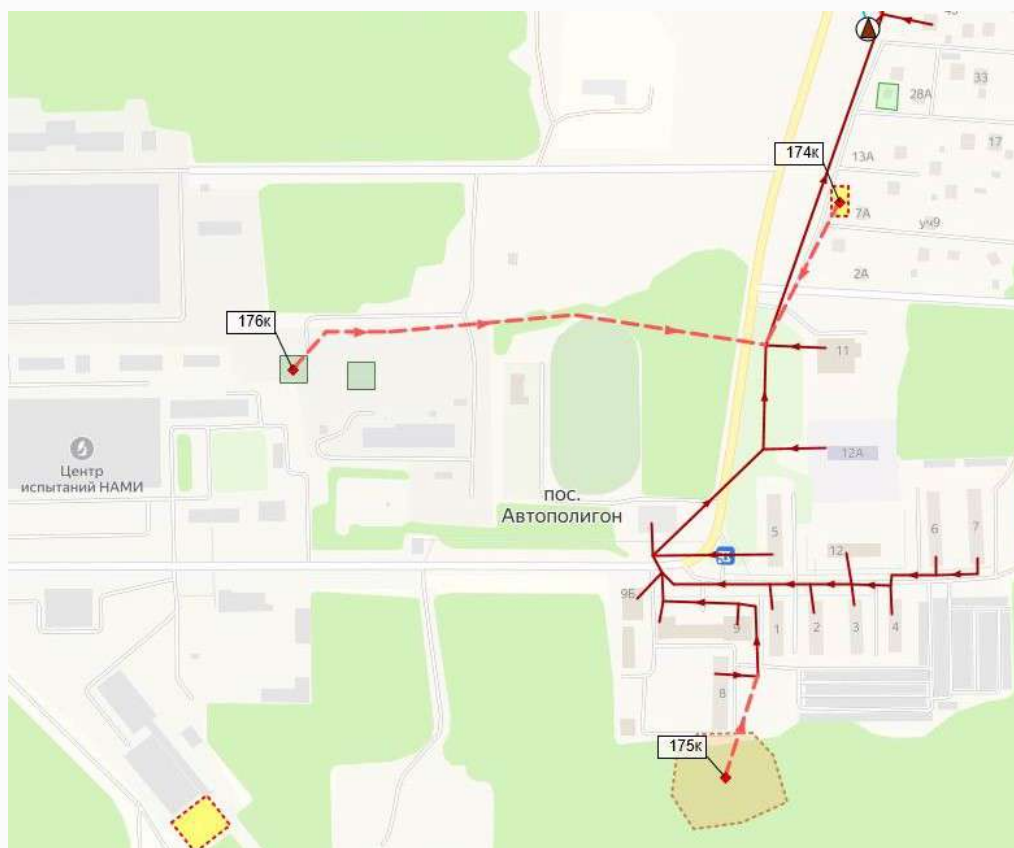 33
28А
17
174к
13А
7А
уч9
2А
176к
11
12А
Центр
испытаний НАМИ
пос.
Автополигон
5
12
6
7
9Б
9
1
2
3
4
8
175к